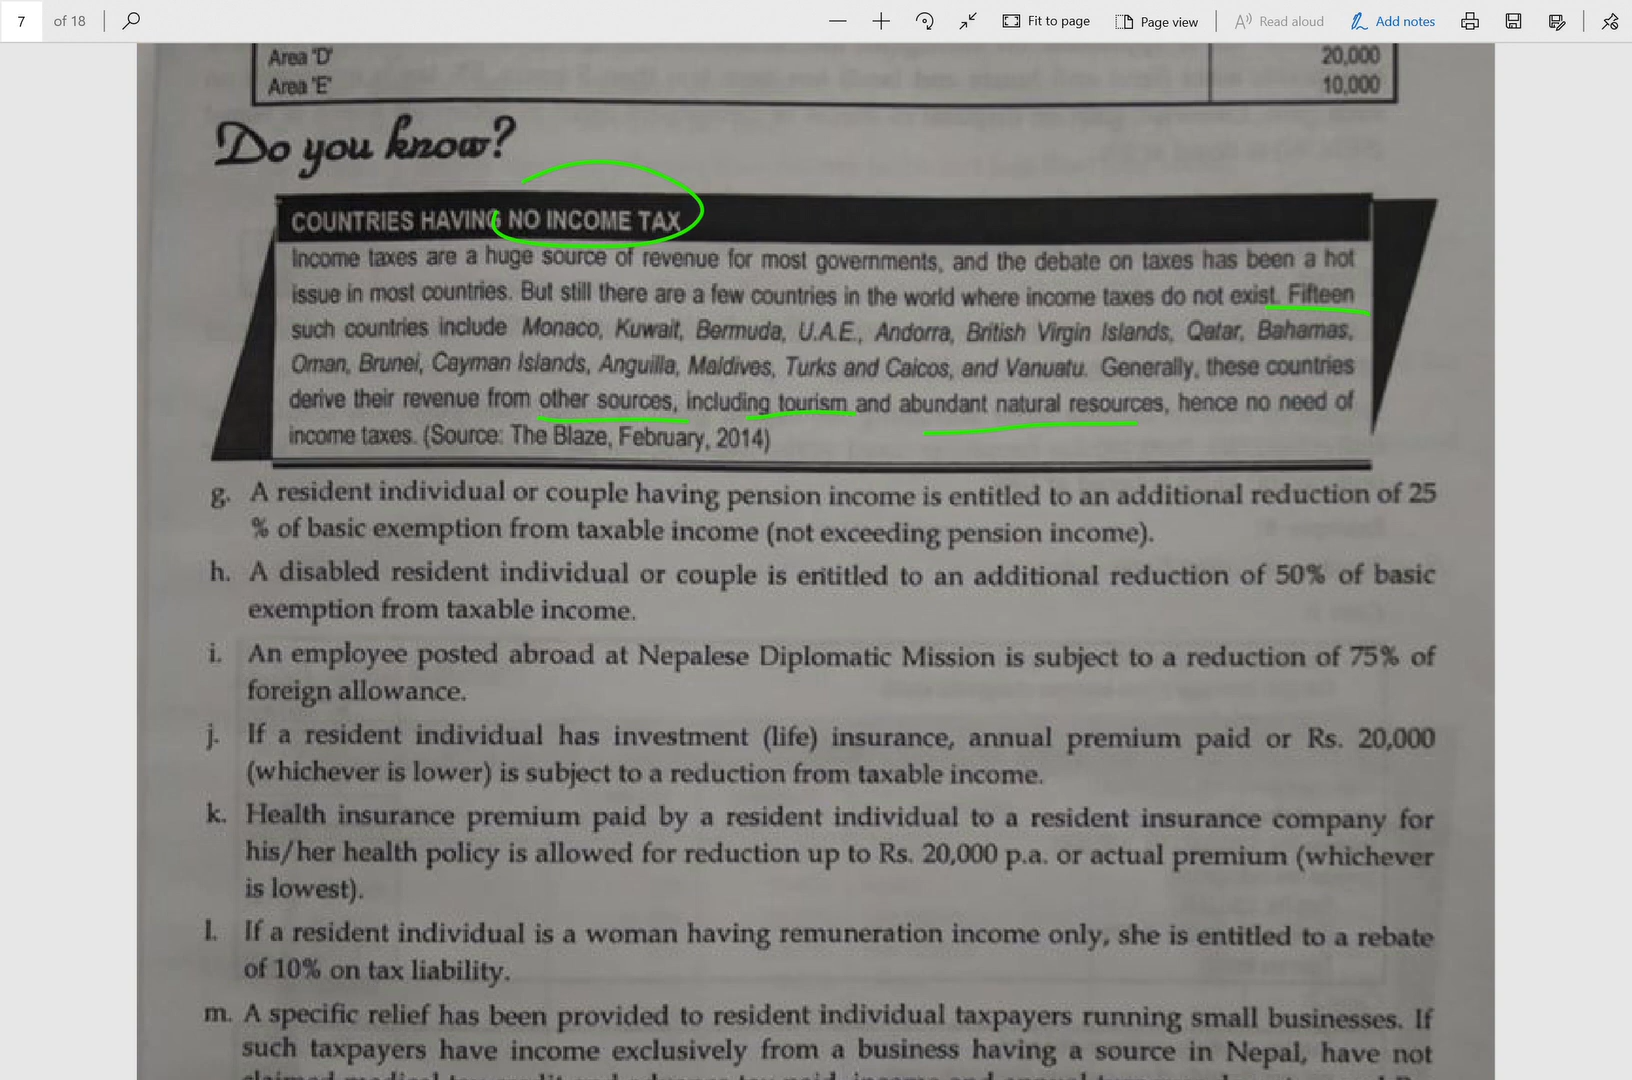 7 of 18 Fit to page Page view Read aloud Add notes
Area 'D' 20,000
Area 'E' 10,000
Do you know?
COUNTRIES HAVING NO INCOME TAX
Income taxes are a huge source of revenue for most governments, and the debate on taxes has been a hot
issue in most countries. But still there are a few countries in the world where income taxes do not exist. Fifteen
such countries include Monaco, Kuwait, Bermuda, U.A.E., Andorra, British Virgin Islands, Qatar, Bahamas,
Oman, Brunei, Cayman Islands, Anguilla, Maldives, Turks and Caicos, and Vanuatu. Generally, these countries
derive their revenue from other sources, including tourism and abundant natural resources, hence no need of
income taxes. (Source: The Blaze, February, 2014)
g. A resident individual or couple having pension income is entitled to an additional reduction of 25
% of basic exemption from taxable income (not exceeding pension income).
h. A disabled resident individual or couple is entitled to an additional reduction of 50% of basic
exemption from taxable income.
i. An employee posted abroad at Nepalese Diplomatic Mission is subject to a reduction of 75% of
foreign allowance.
j. If a resident individual has investment (life) insurance, annual premium paid or Rs. 20,000
(whichever is lower) is subject to a reduction from taxable income.
k. Health insurance premium paid by a resident individual to a resident insurance company for
his/her health policy is allowed for reduction up to Rs. 20,000 p.a. or actual premium (whichever
is lowest).
l. If a resident individual is a woman having remuneration income only, she is entitled to a rebate
of 10% on tax liability.
m. A specific relief has been provided to resident individual taxpayers running small businesses. If
such taxpayers have income exclusively from a business having a source in Nepal, have not